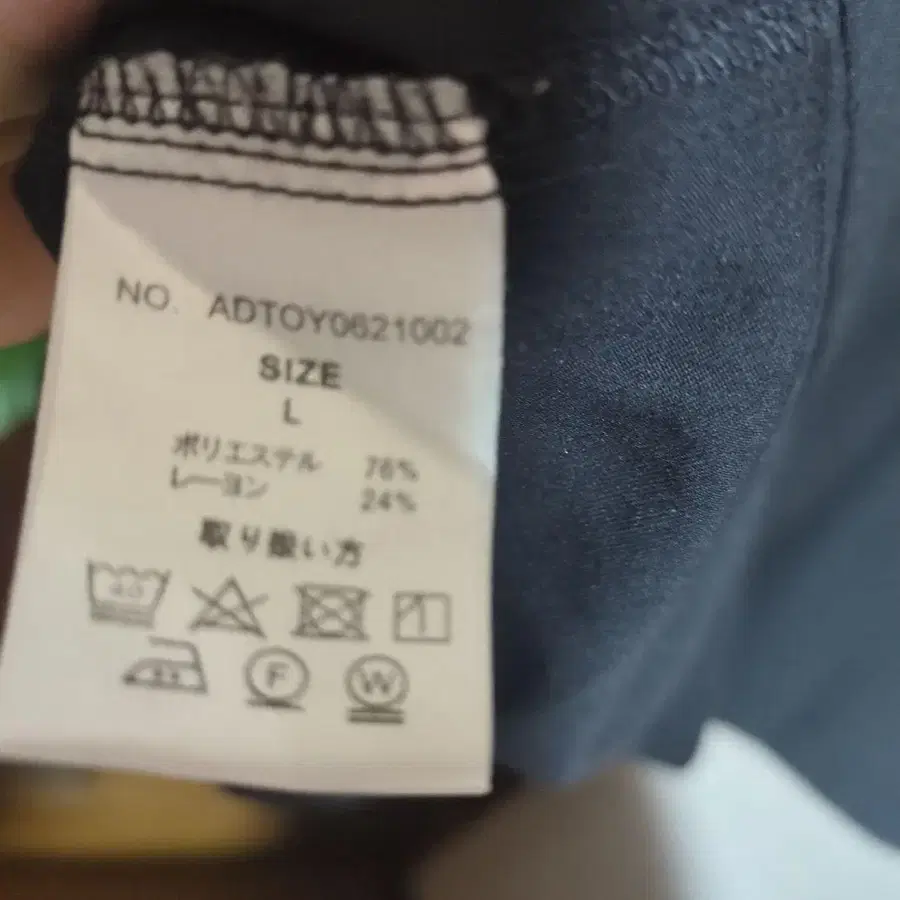 NO. ADTOY0621002
SIZE
L
ポリエステル 76%
レーヨン 24%
取り扱い方
40
F
W